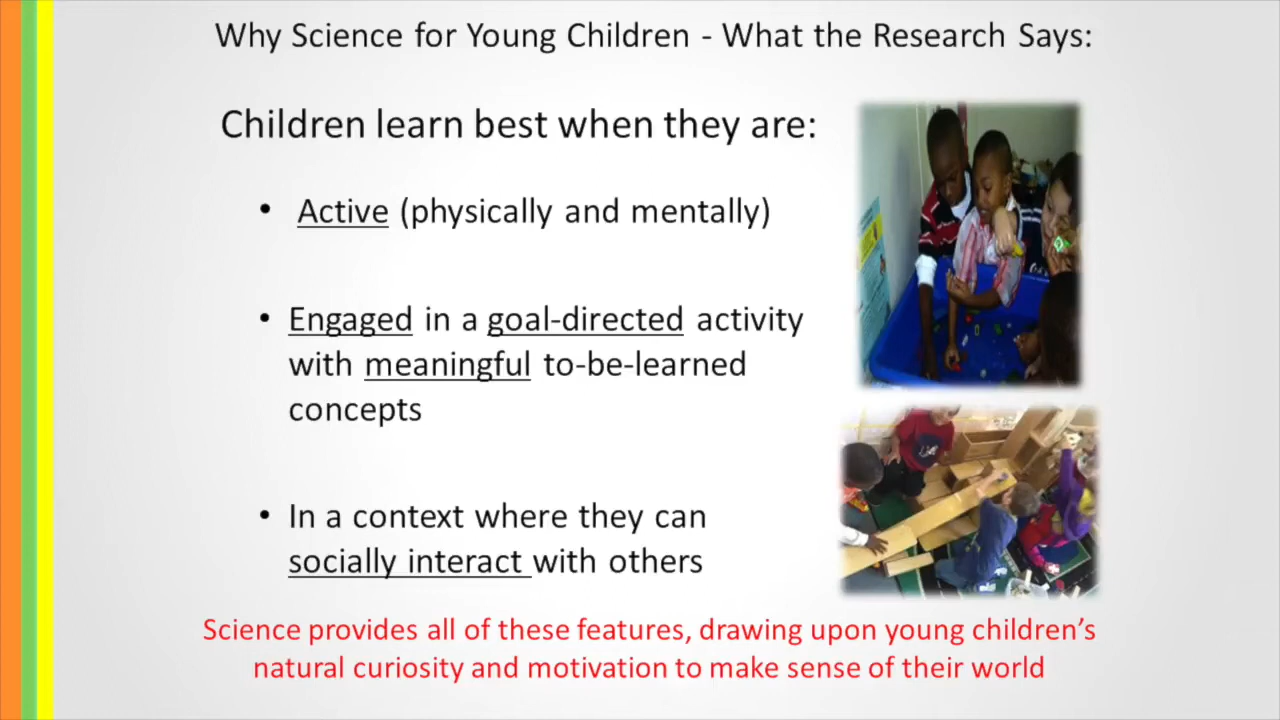 Why Science for Young Children - What the Research Says:
Children learn best when they are:
• Active (physically and mentally)
• Engaged in a goal-directed activity
with meaningful to-be-learned
concepts
• In a context where they can
socially interact with others
Science provides all of these features, drawing upon young children’s
natural curiosity and motivation to make sense of their world